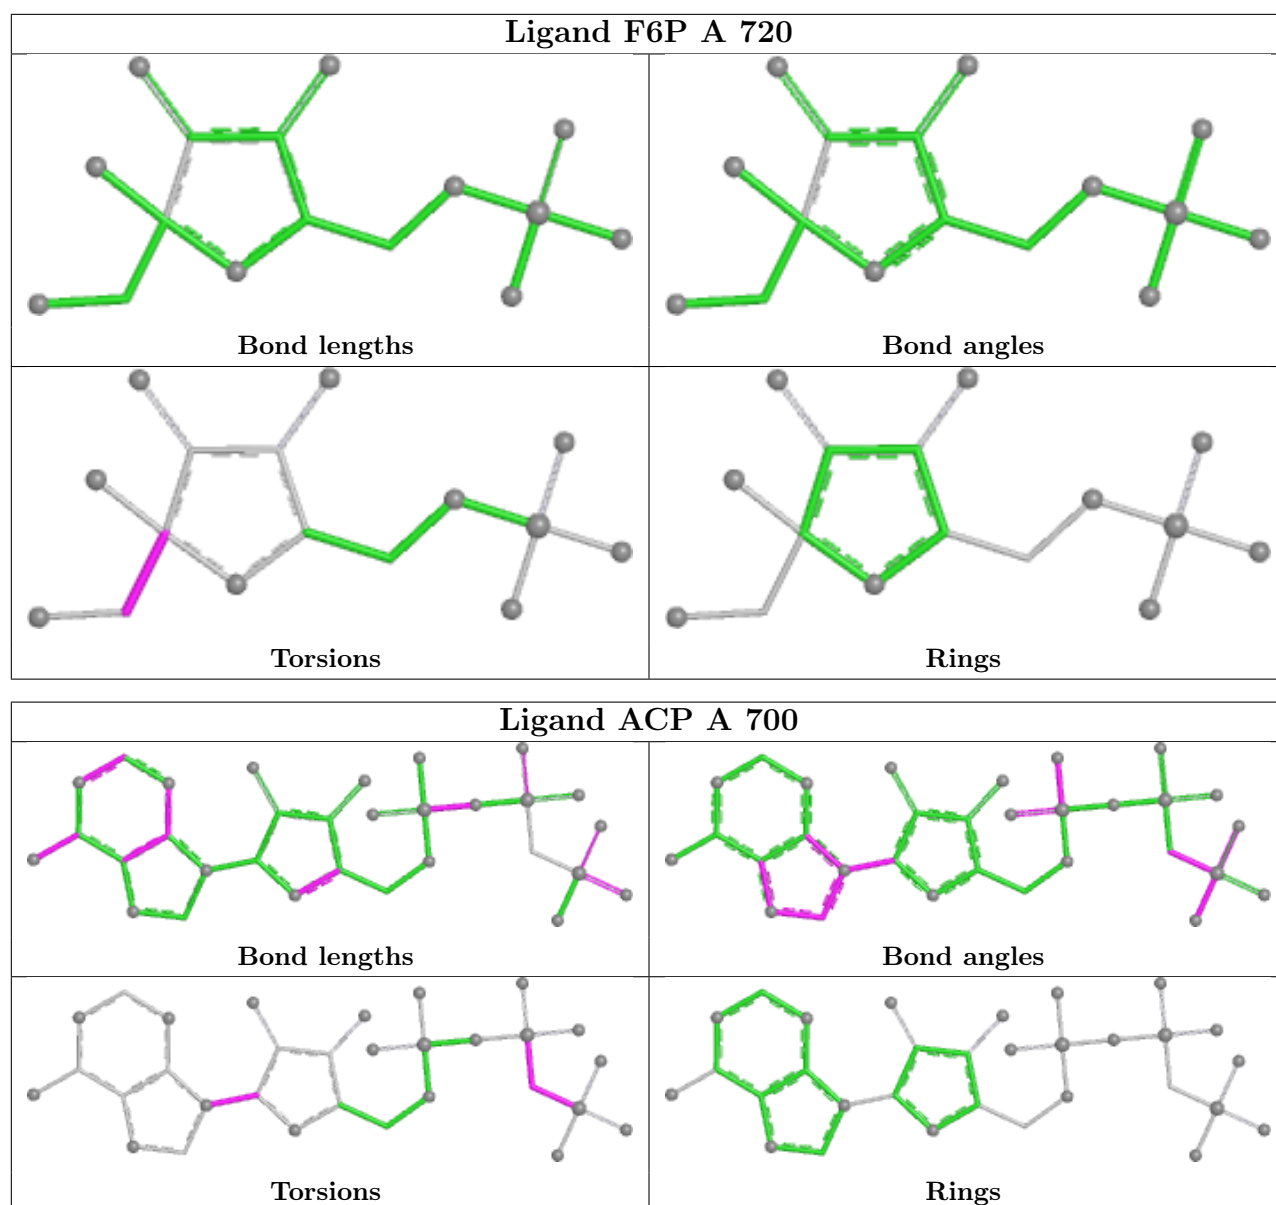 Ligand F6P A 720
Bond lengths
Bond angles
Torsions
Rings
Ligand ACP A 700
Bond lengths
Bond angles
Torsions
Rings